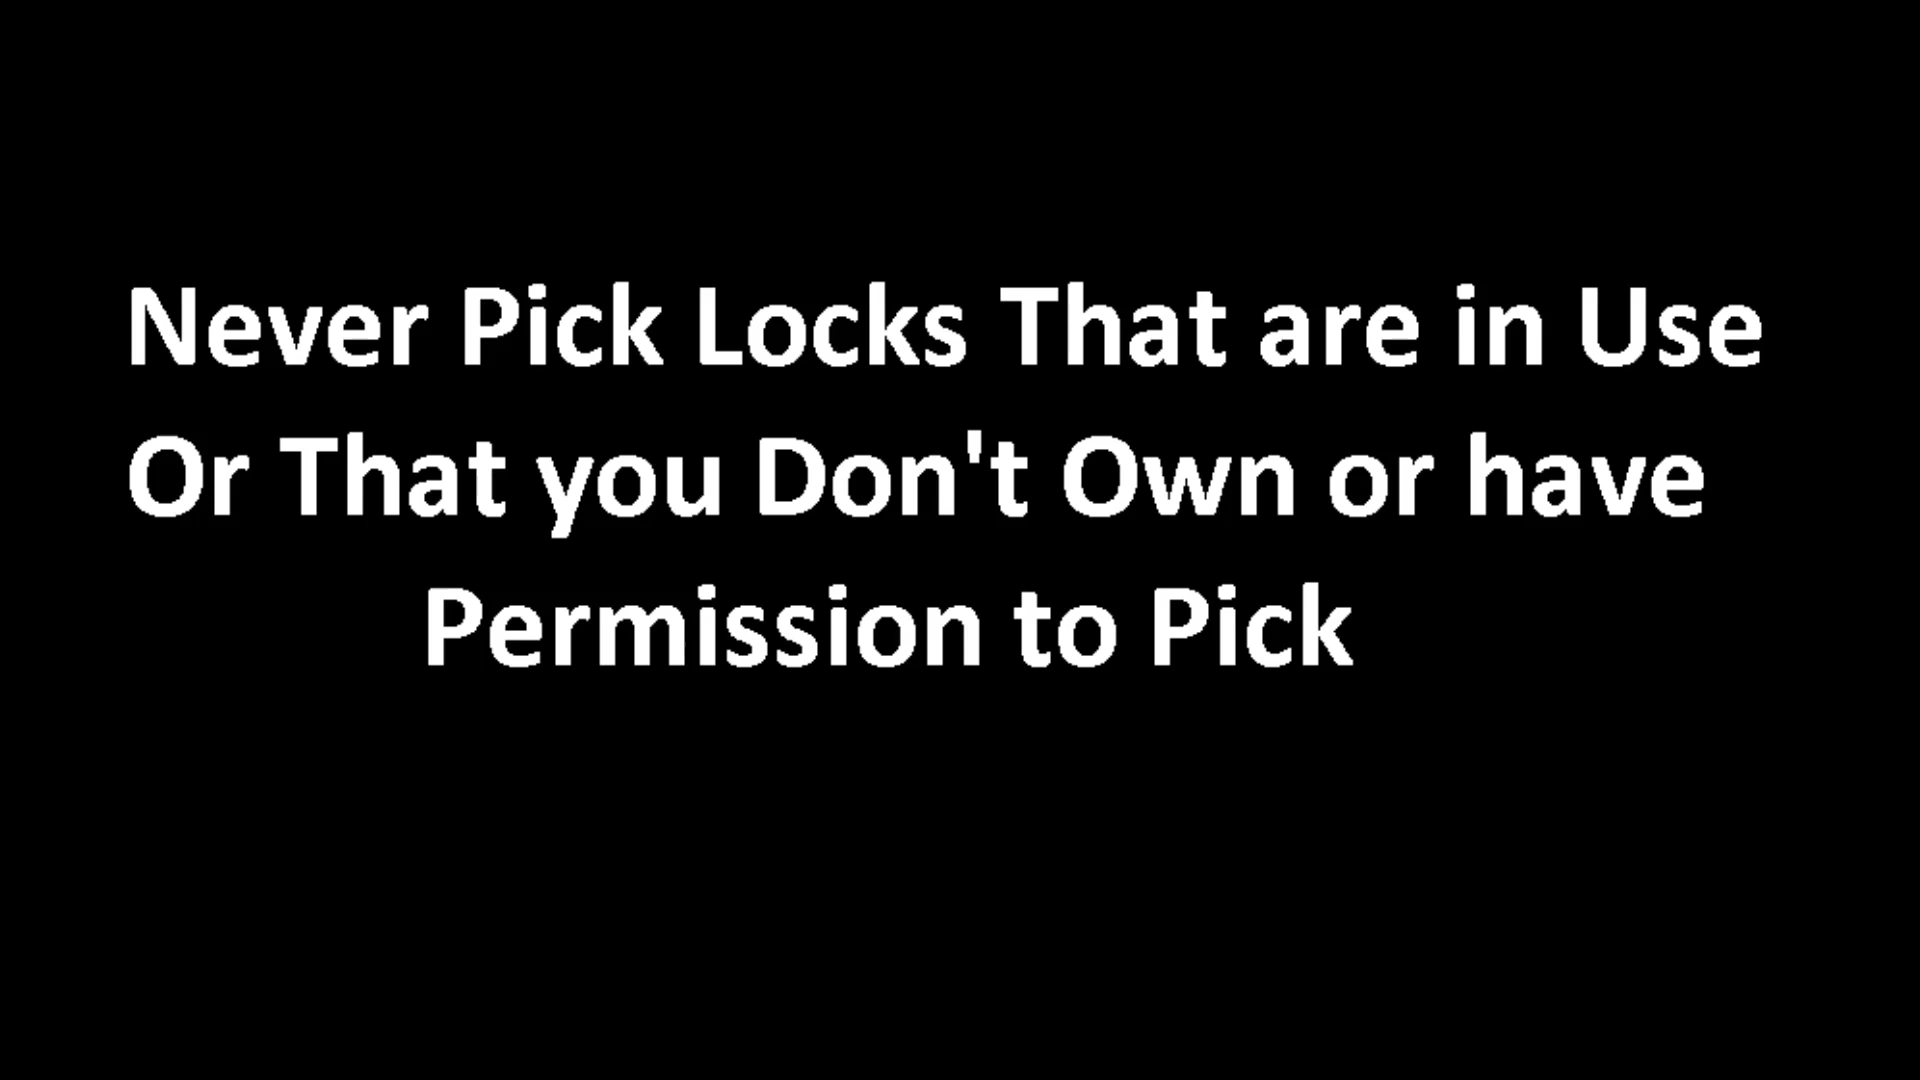 Never Pick Locks That are in Use
Or That you Don't Own or have
Permission to Pick